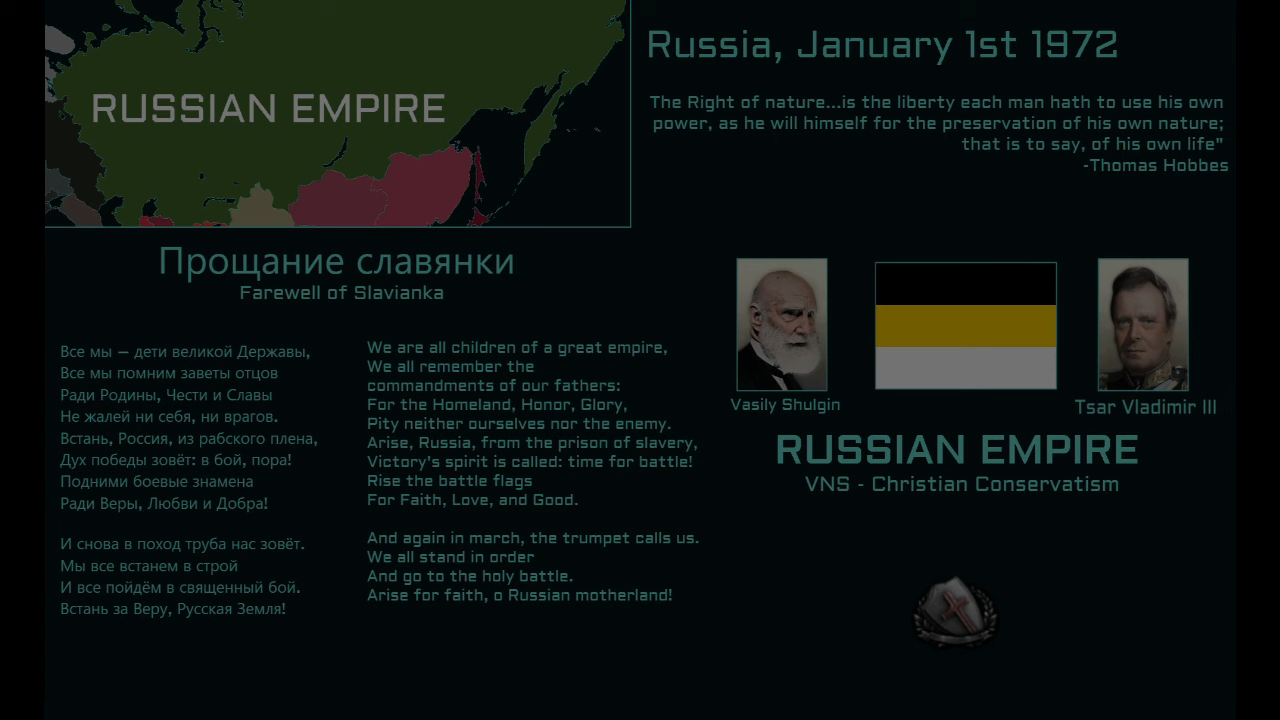 RUSSIAN EMPIRE
Russia, January 1st 1972
The Right of nature...is the liberty each man hath to use his own
power, as he will himself for the preservation of his own nature;
that is to say, of his own life"
-Thomas Hobbes
Прощание славянки
Farewell of Slavianka
Все мы — дети великой Державы,
Все мы помним заветы отцов
Ради Родины, Чести и Славы
Не жалей ни себя, ни врагов.
Встань, Россия, из рабского плена,
Дух победы зовёт: в бой, пора!
Подними боевые знамена
Ради Веры, Любви и Добра!
И снова в поход труба нас зовёт.
Мы все встанем в строй
И все пойдём в священный бой.
Встань за Веру, Русская Земля!
We are all children of a great empire,
We all remember the
commandments of our fathers:
For the Homeland, Honor, Glory,
Pity neither ourselves nor the enemy.
Arise, Russia, from the prison of slavery,
Victory's spirit is called: time for battle!
Rise the battle flags
For Faith, Love, and Good.
And again in march, the trumpet calls us.
We all stand in order
And go to the holy battle.
Arise for faith, o Russian motherland!
Vasily Shulgin
Tsar Vladimir III
RUSSIAN EMPIRE
VNS - Christian Conservatism